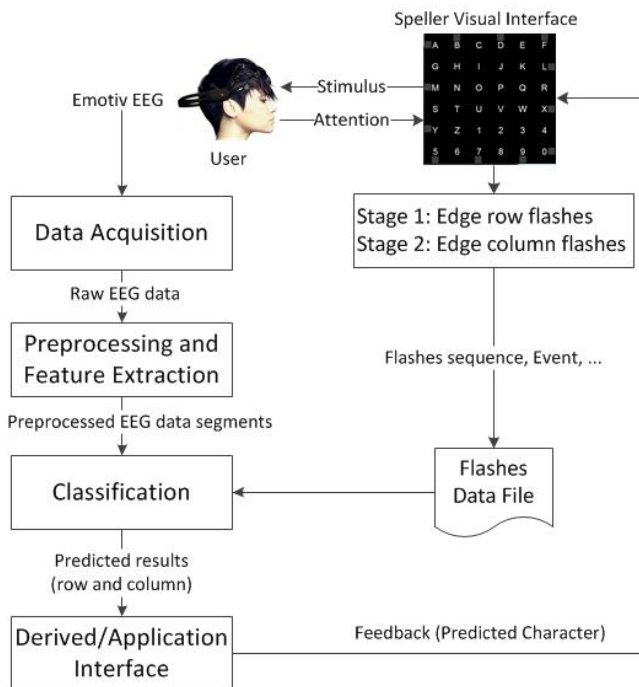 Speller Visual Interface
A B C D E F
G H I J K L
M N O P Q R
S T U V W X
Y Z 1 2 3 4
5 6 7 8 9 0
Emotiv EEG
Stimulus
Attention
User
Stage 1: Edge row flashes
Stage 2: Edge column flashes
Data Acquisition
Raw EEG data
Preprocessing and
Feature Extraction
Flashes sequence, Event, ...
Preprocessed EEG data segments
Classification
Flashes
Data File
Predicted results
(row and column)
Derived/Application
Interface
Feedback (Predicted Character)